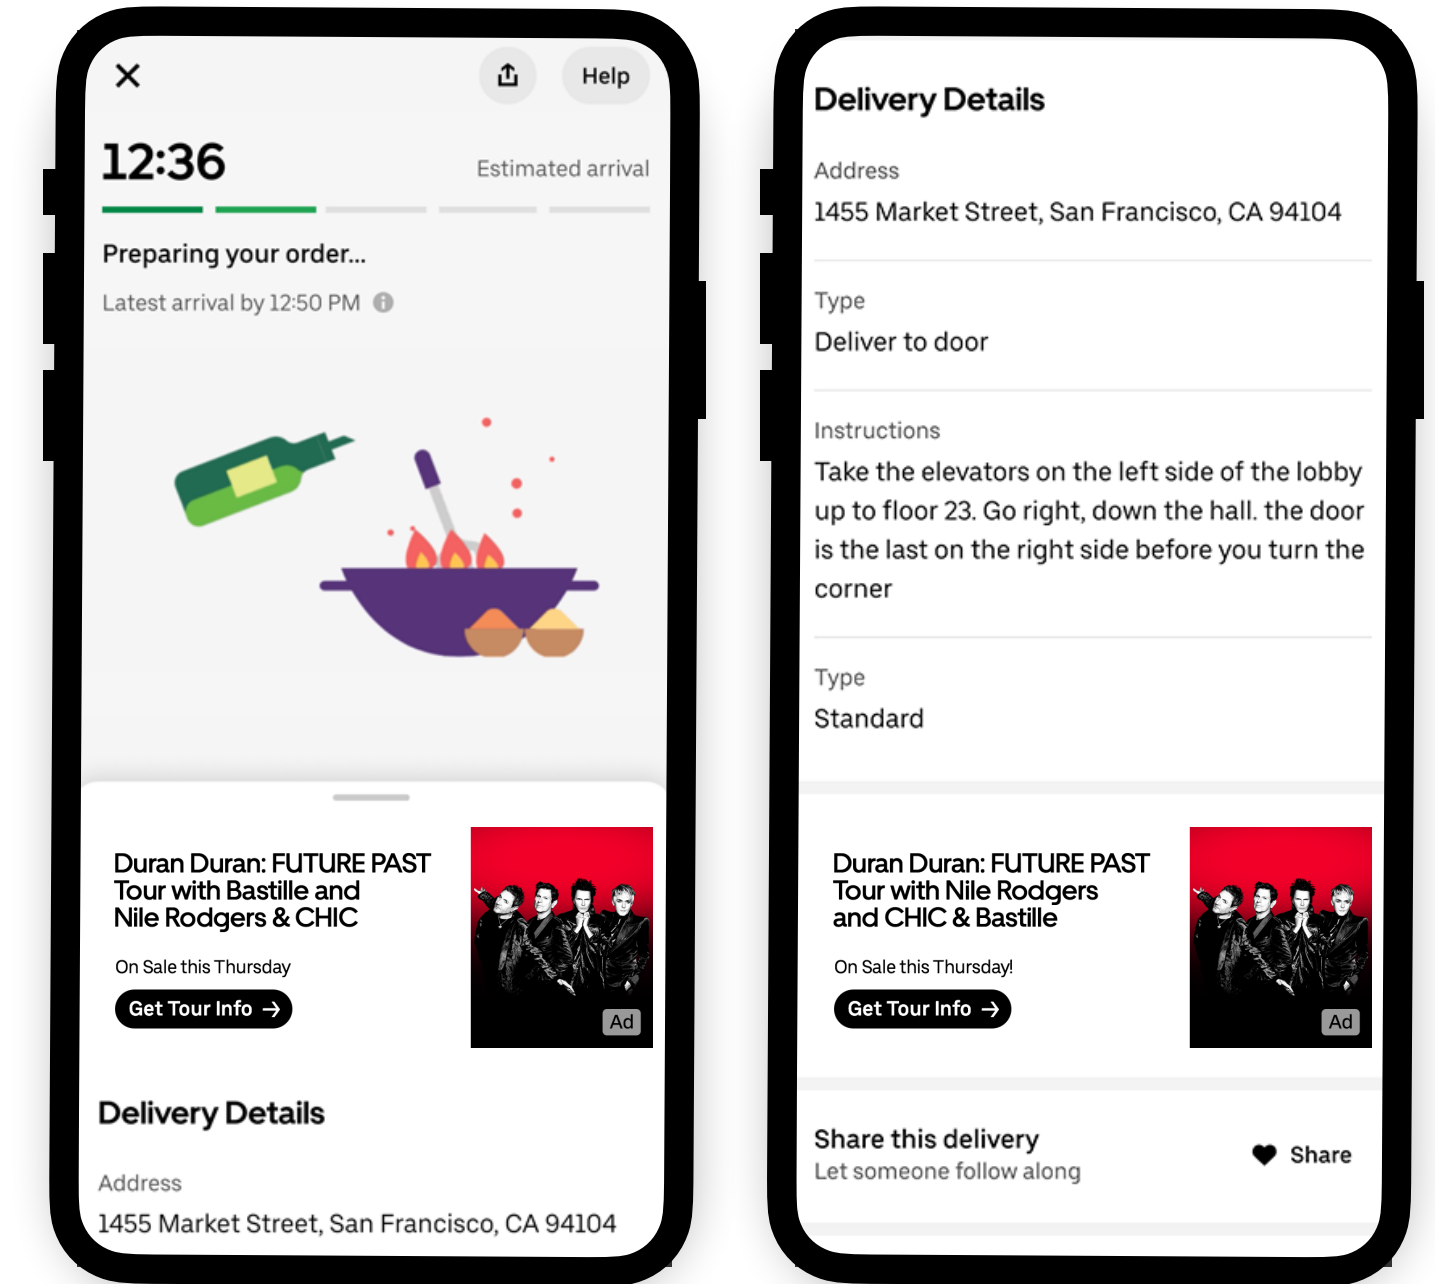 Help
12:36
Estimated arrival
Preparing your order...
Latest arrival by 12:50 PM
Duran Duran: FUTURE PAST
Tour with Bastille and
Nile Rodgers & CHIC
On Sale this Thursday
Get Tour Info
Ad
Delivery Details
Address
1455 Market Street, San Francisco, CA 94104
Delivery Details
Address
1455 Market Street, San Francisco, CA 94104
Type
Deliver to door
Instructions
Take the elevators on the left side of the lobby
up to floor 23. Go right, down the hall. the door
is the last on the right side before you turn the
corner
Type
Standard
Duran Duran: FUTURE PAST
Tour with Nile Rodgers
and CHIC & Bastille
On Sale this Thursday!
Get Tour Info
Ad
Share this delivery
Let someone follow along
Share